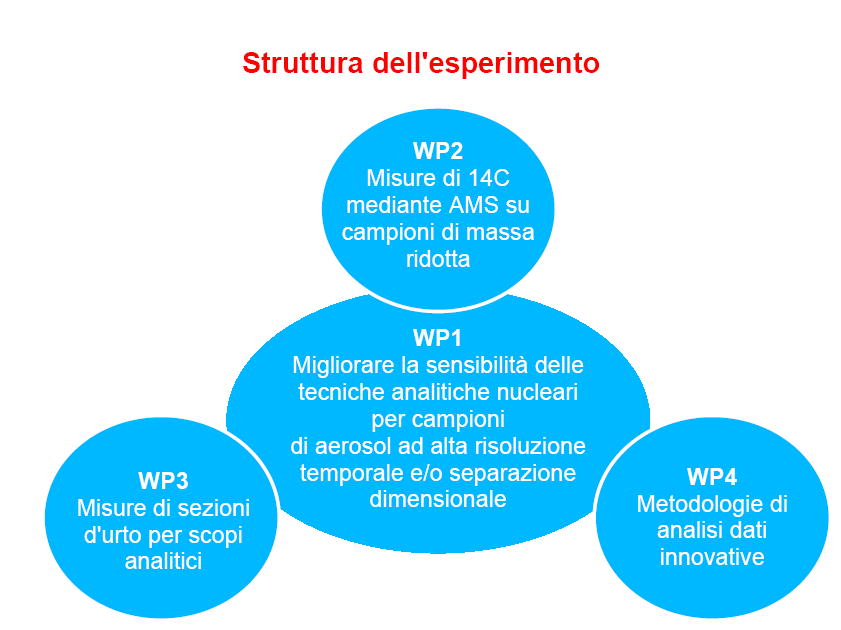 Struttura dell'esperimento
WP2
Misure di 14C
mediante AMS su
campioni di massa
ridotta
WP1
Migliorare la sensibilità delle
tecniche analitiche nucleari
per campioni
di aerosol ad alta risoluzione
temporale e/o separazione
dimensionale
WP3
Misure di sezioni
d'urto per scopi
analitici
WP4
Metodologie di
analisi dati
innovative